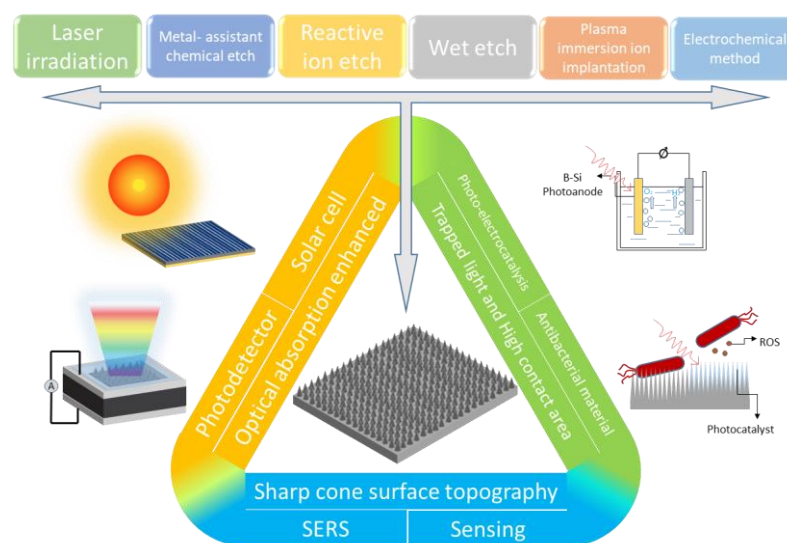 Laser
irradiation
Metal- assistant
chemical etch
Reactive
ion etch
Wet etch
Plasma
immersion ion
implantation
Electrochemical
method
B-Si
Photoanode
Solar cell
Photodetector
Optical absorption enhanced
Photo-electrocatalysis
Antibacterial material
Trapped light and High contact area
A
ROS
Photocatalyst
Sharp cone surface topography
SERS
Sensing